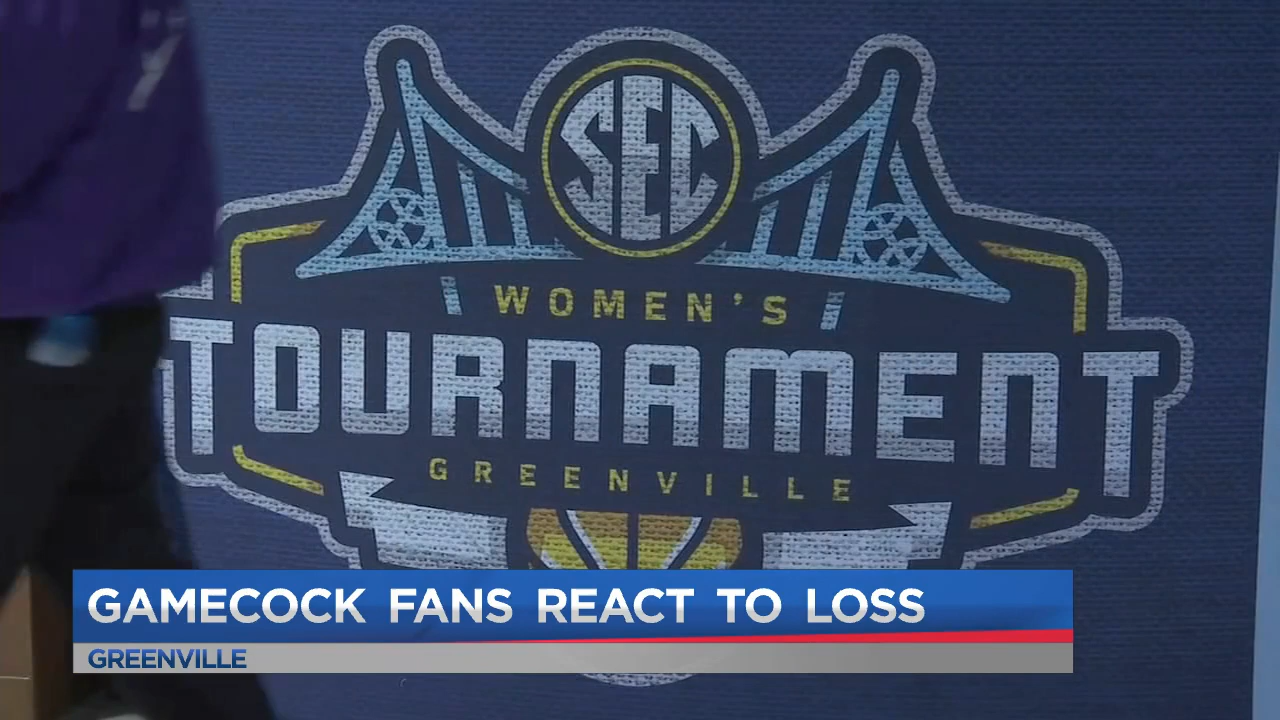 SEC
WOMEN'S
TOURNAMENT
GREENVILLE
GAMECOCK FANS REACT TO LOSS
GREENVILLE